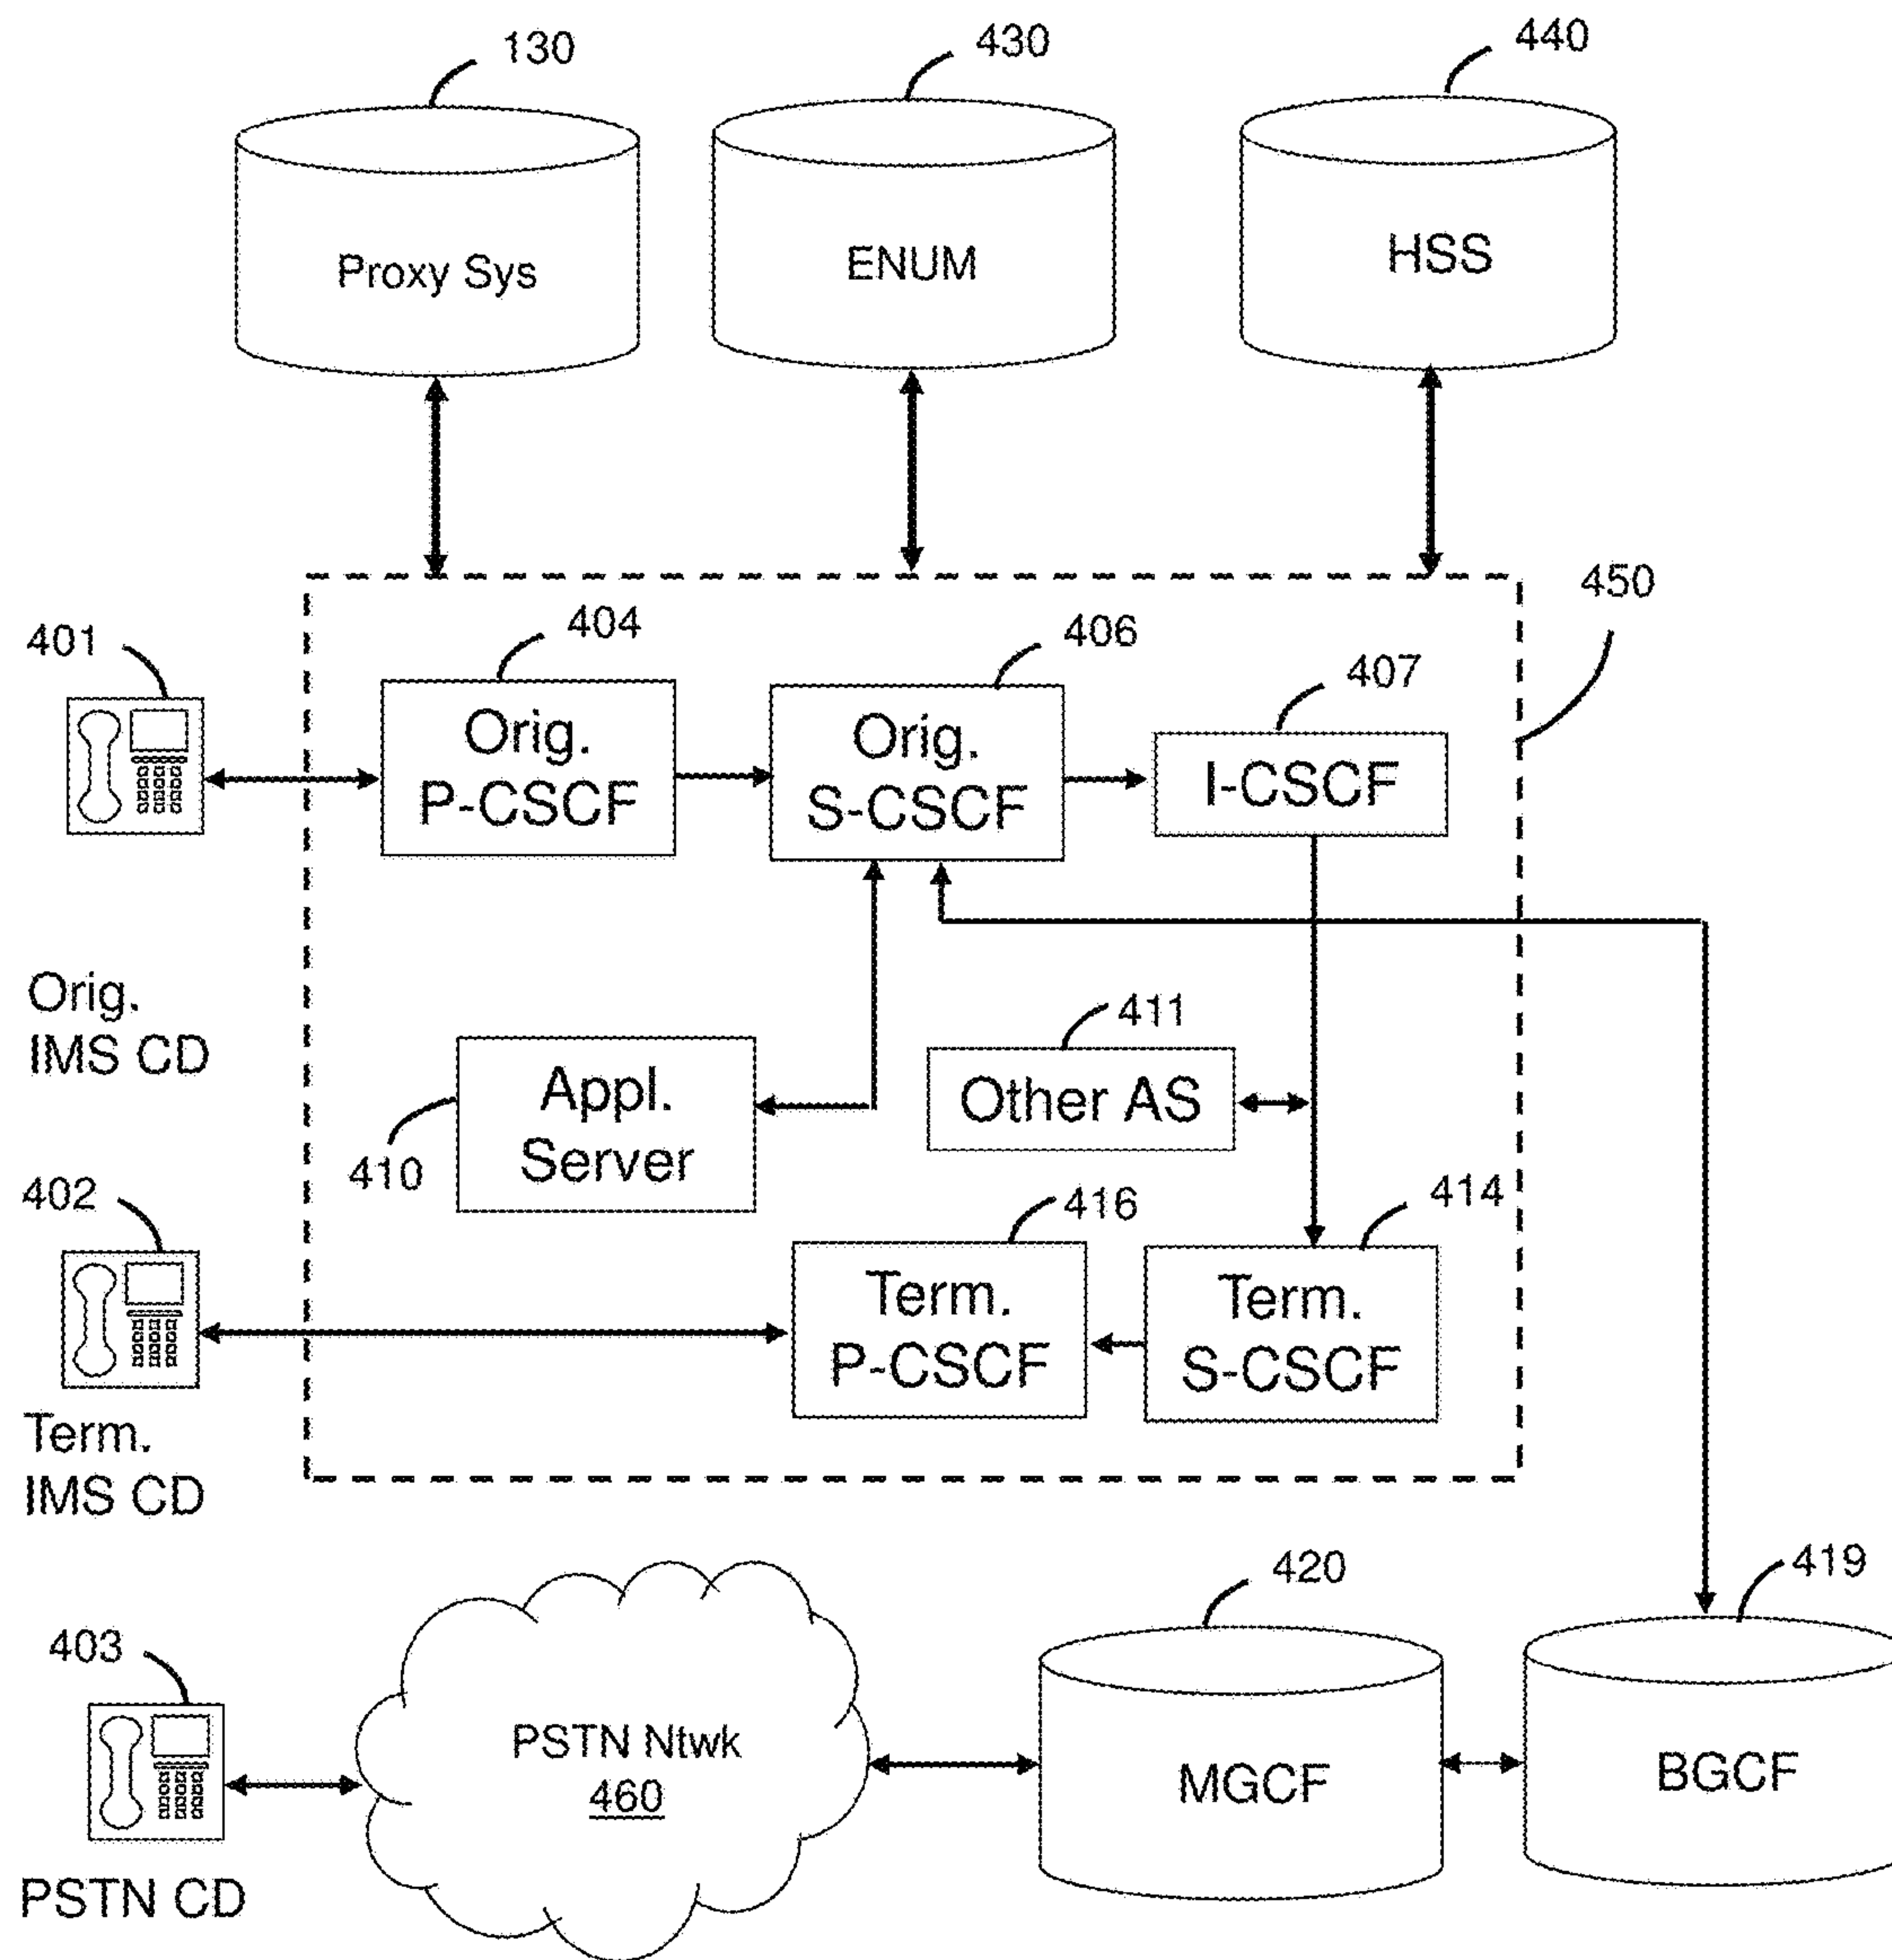 130
430
440
Proxy Sys
ENUM
HSS
450
401
404
406
407
Orig.
P-CSCF
Orig.
S-CSCF
I-CSCF
Orig.
IMS CD
411
Appl.
Server
Other AS
410
402
416
414
Term.
P-CSCF
Term.
S-CSCF
Term.
IMS CD
420
419
403
PSTN Ntwk
460
MGCF
BGCF
PSTN CD